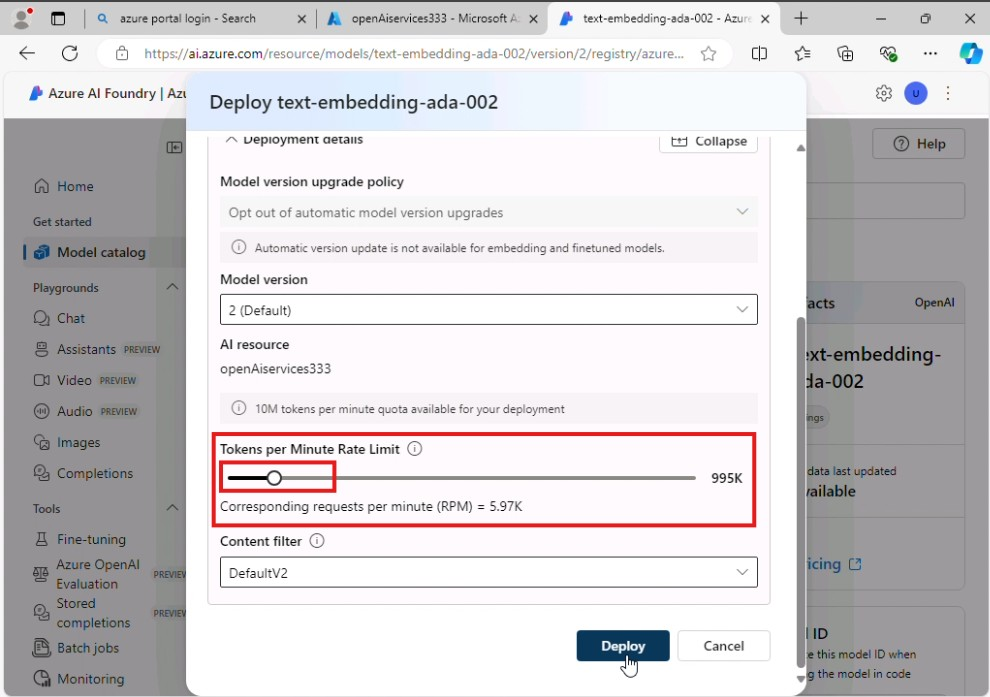 azure portal login - Search
openAiservices333 - Microsoft A
text-embedding-ada-002 - Azure
https://ai.azure.com/resource/models/text-embedding-ada-002/version/2/registry/azure...
Azure AI Foundry | Azu
U
Help
Home
Get started
Model catalog
Playgrounds
Chat
Assistants PREVIEW
Video PREVIEW
Audio PREVIEW
Images
Completions
Tools
Fine-tuning
Azure OpenAI
Evaluation
PREVIEW
Stored
completions
PREVIEW
Batch jobs
Monitoring
Deploy text-embedding-ada-002
Deployment details
Collapse
Model version upgrade policy
Opt out of automatic model version upgrades
Automatic version update is not available for embedding and finetuned models.
Model version
2 (Default)
AI resource
openAiservices333
10M tokens per minute quota available for your deployment
Tokens per Minute Rate Limit
995K
Corresponding requests per minute (RPM) = 5.97K
Content filter
DefaultV2
Deploy
Cancel
acts
OpenAI
ext-embedding-
da-002
ings
data last updated
vailable
icing
ID
e this model ID when
g the model in code